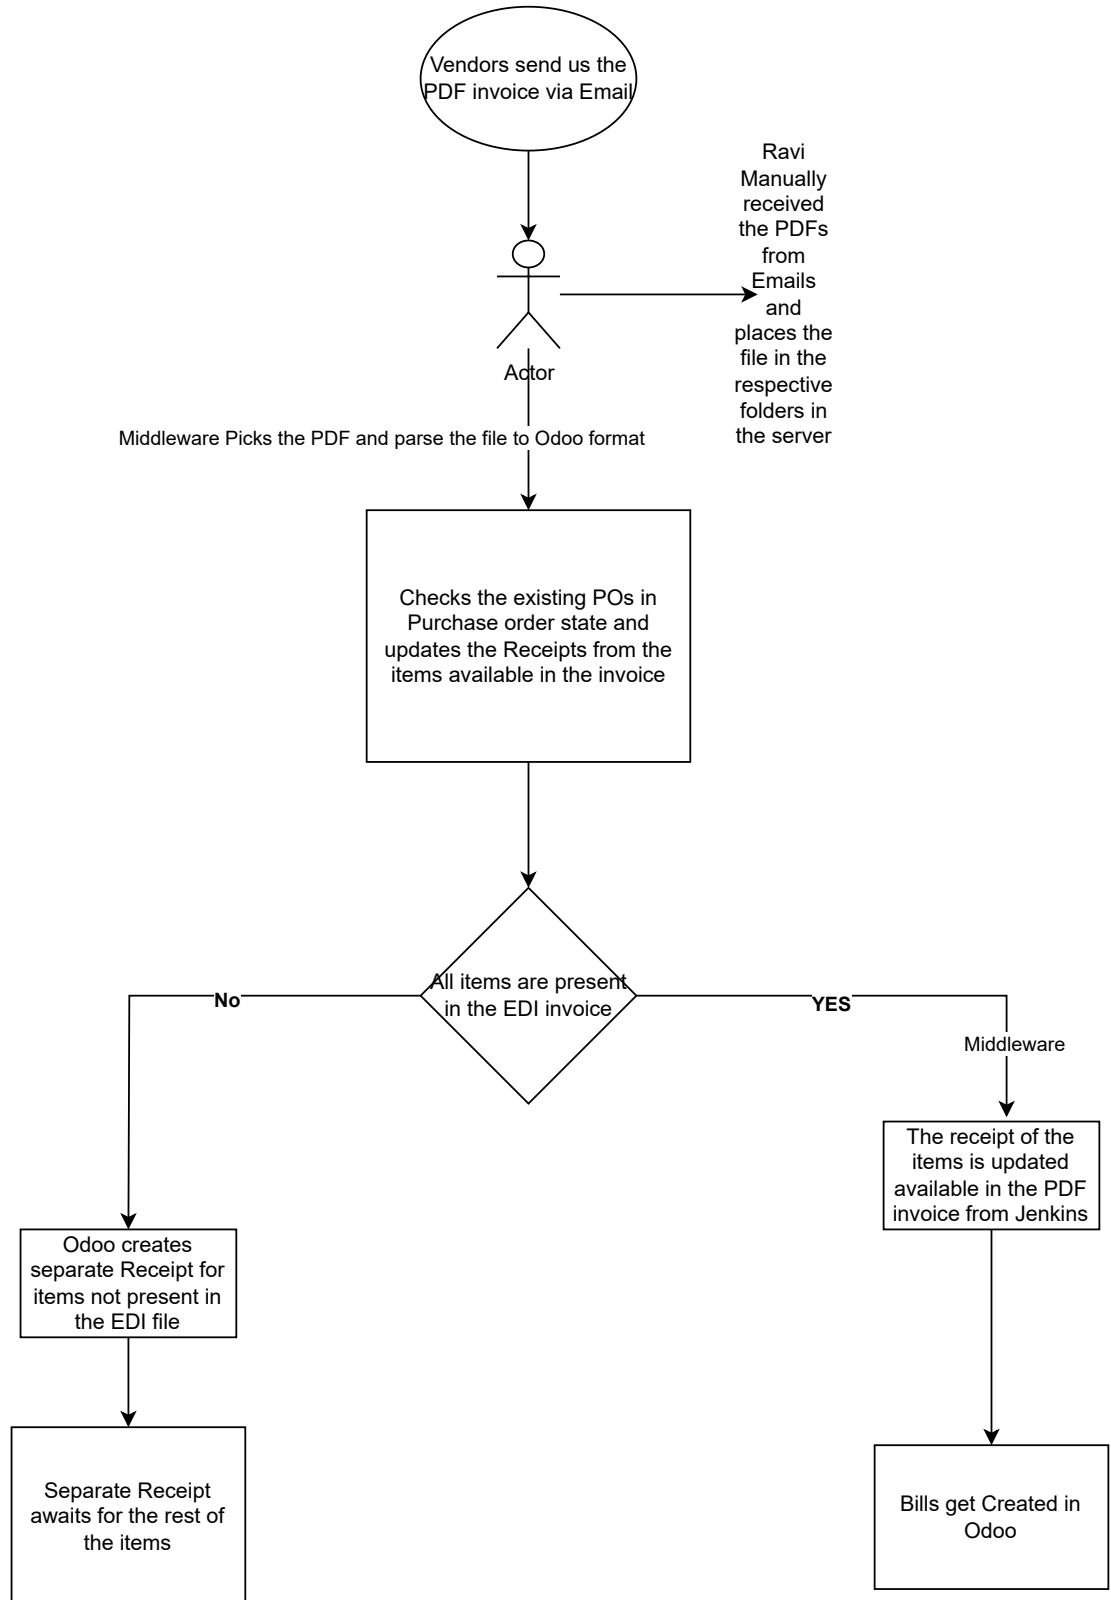 Vendors send us the
PDF invoice via Email
Ravi
Manually
received
the PDFs
from
Emails
and
places the
file in the
respective
folders in
the server
Actor
Middleware Picks the PDF and parse the file to Odoo format
Checks the existing POs in
Purchase order state and
updates the Receipts from the
items available in the invoice
All items are present
in the EDI invoice
No
YES
Middleware
The receipt of the
items is updated
available in the PDF
invoice from Jenkins
Odoo creates
separate Receipt for
items not present in
the EDI file
Separate Receipt
awaits for the rest of
the items
Bills get Created in
Odoo